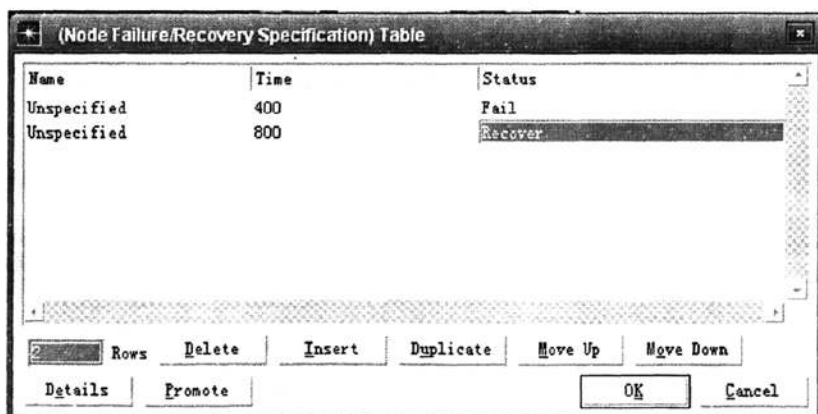 (Node Failure/Recovery Specification) Table
Name Time Status
Unspecified 400 Fail
Unspecified 800 Recover
2 Rows Delete Insert Duplicate Move Up Move Down
Details Promote OK Cancel